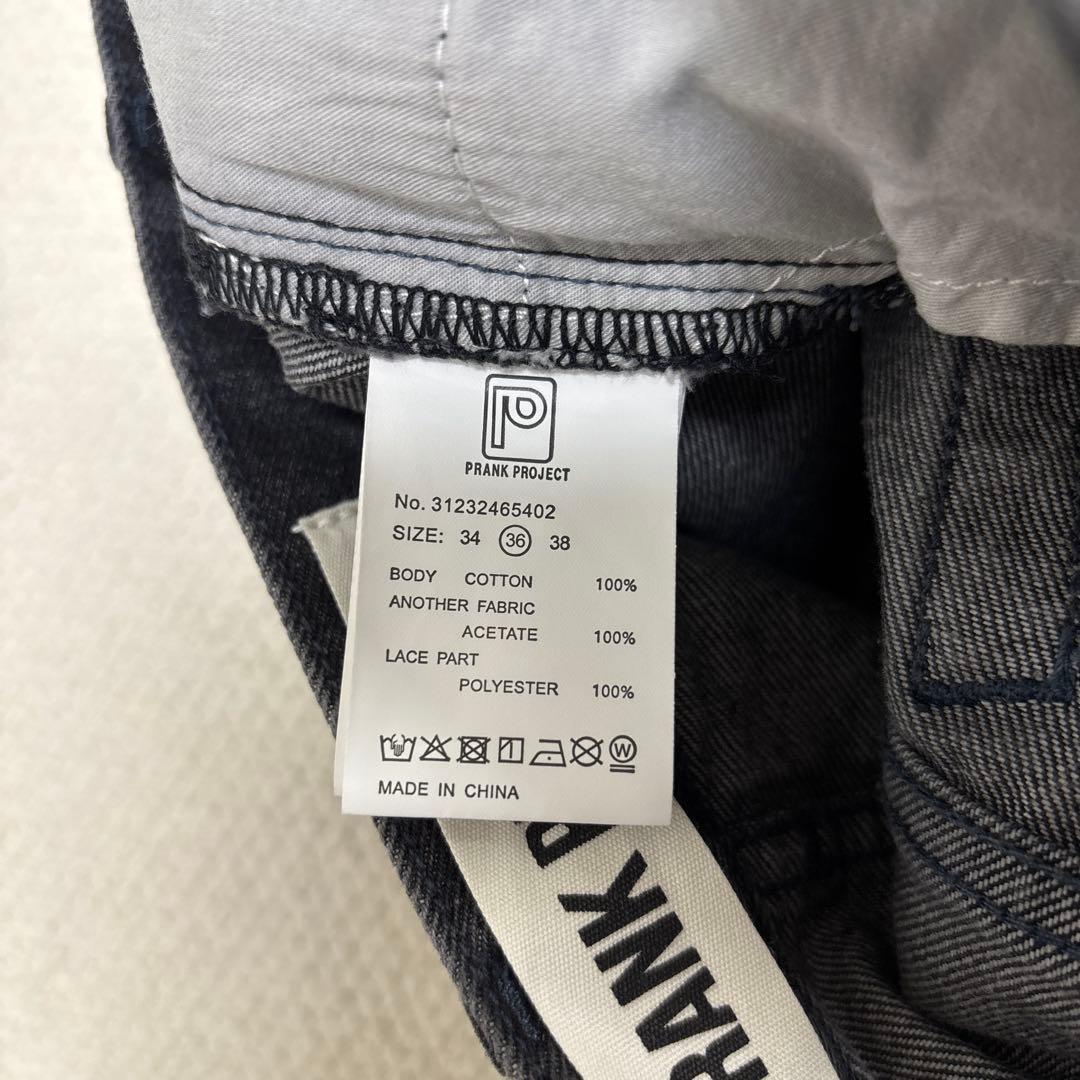 P
PRANK PROJECT
No. 31232465402
SIZE: 34 36 38
BODY COTTON 100%
ANOTHER FABRIC
ACETATE 100%
LACE PART
POLYESTER 100%
W
MADE IN CHINA
RANK